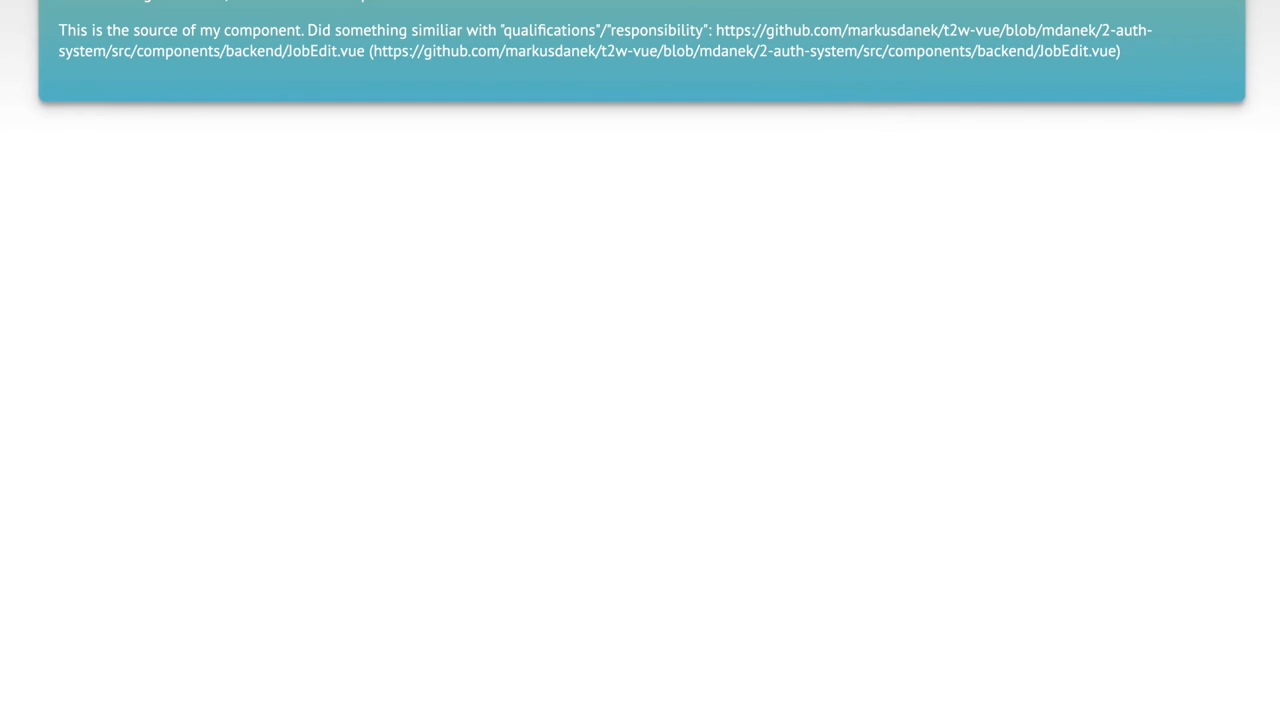 This is the source of my component. Did something similiar with "qualifications"/"responsibility": https://github.com/markusdanek/t2w-vue/blob/mdanek/2-auth-
system/src/components/backend/JobEdit.vue (https://github.com/markusdanek/t2w-vue/blob/mdanek/2-auth-system/src/components/backend/JobEdit.vue)